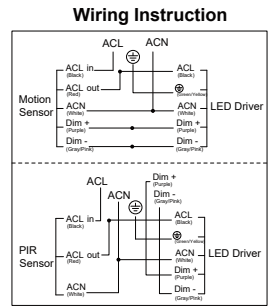 Wiring Instruction
ACL
ACN
ACL in
(Black)
ACL out
(Red)
ACN
(White)
Dim +
(Purple)
Dim -
(Gray/Pink)
Motion
Sensor
ACL
(Black)
(Green/Yellow)
ACN
(White)
Dim +
(Purple)
Dim -
(Gray/Pink)
LED Driver
ACL
ACN
Dim +
(Purple)
Dim -
(Gray/Pink)
ACL in
(Black)
ACL out
(Red)
ACN
(White)
PIR
Sensor
ACL
(Black)
(Green/Yellow)
ACN
(White)
Dim +
(Purple)
Dim -
(Gray/Pink)
LED Driver